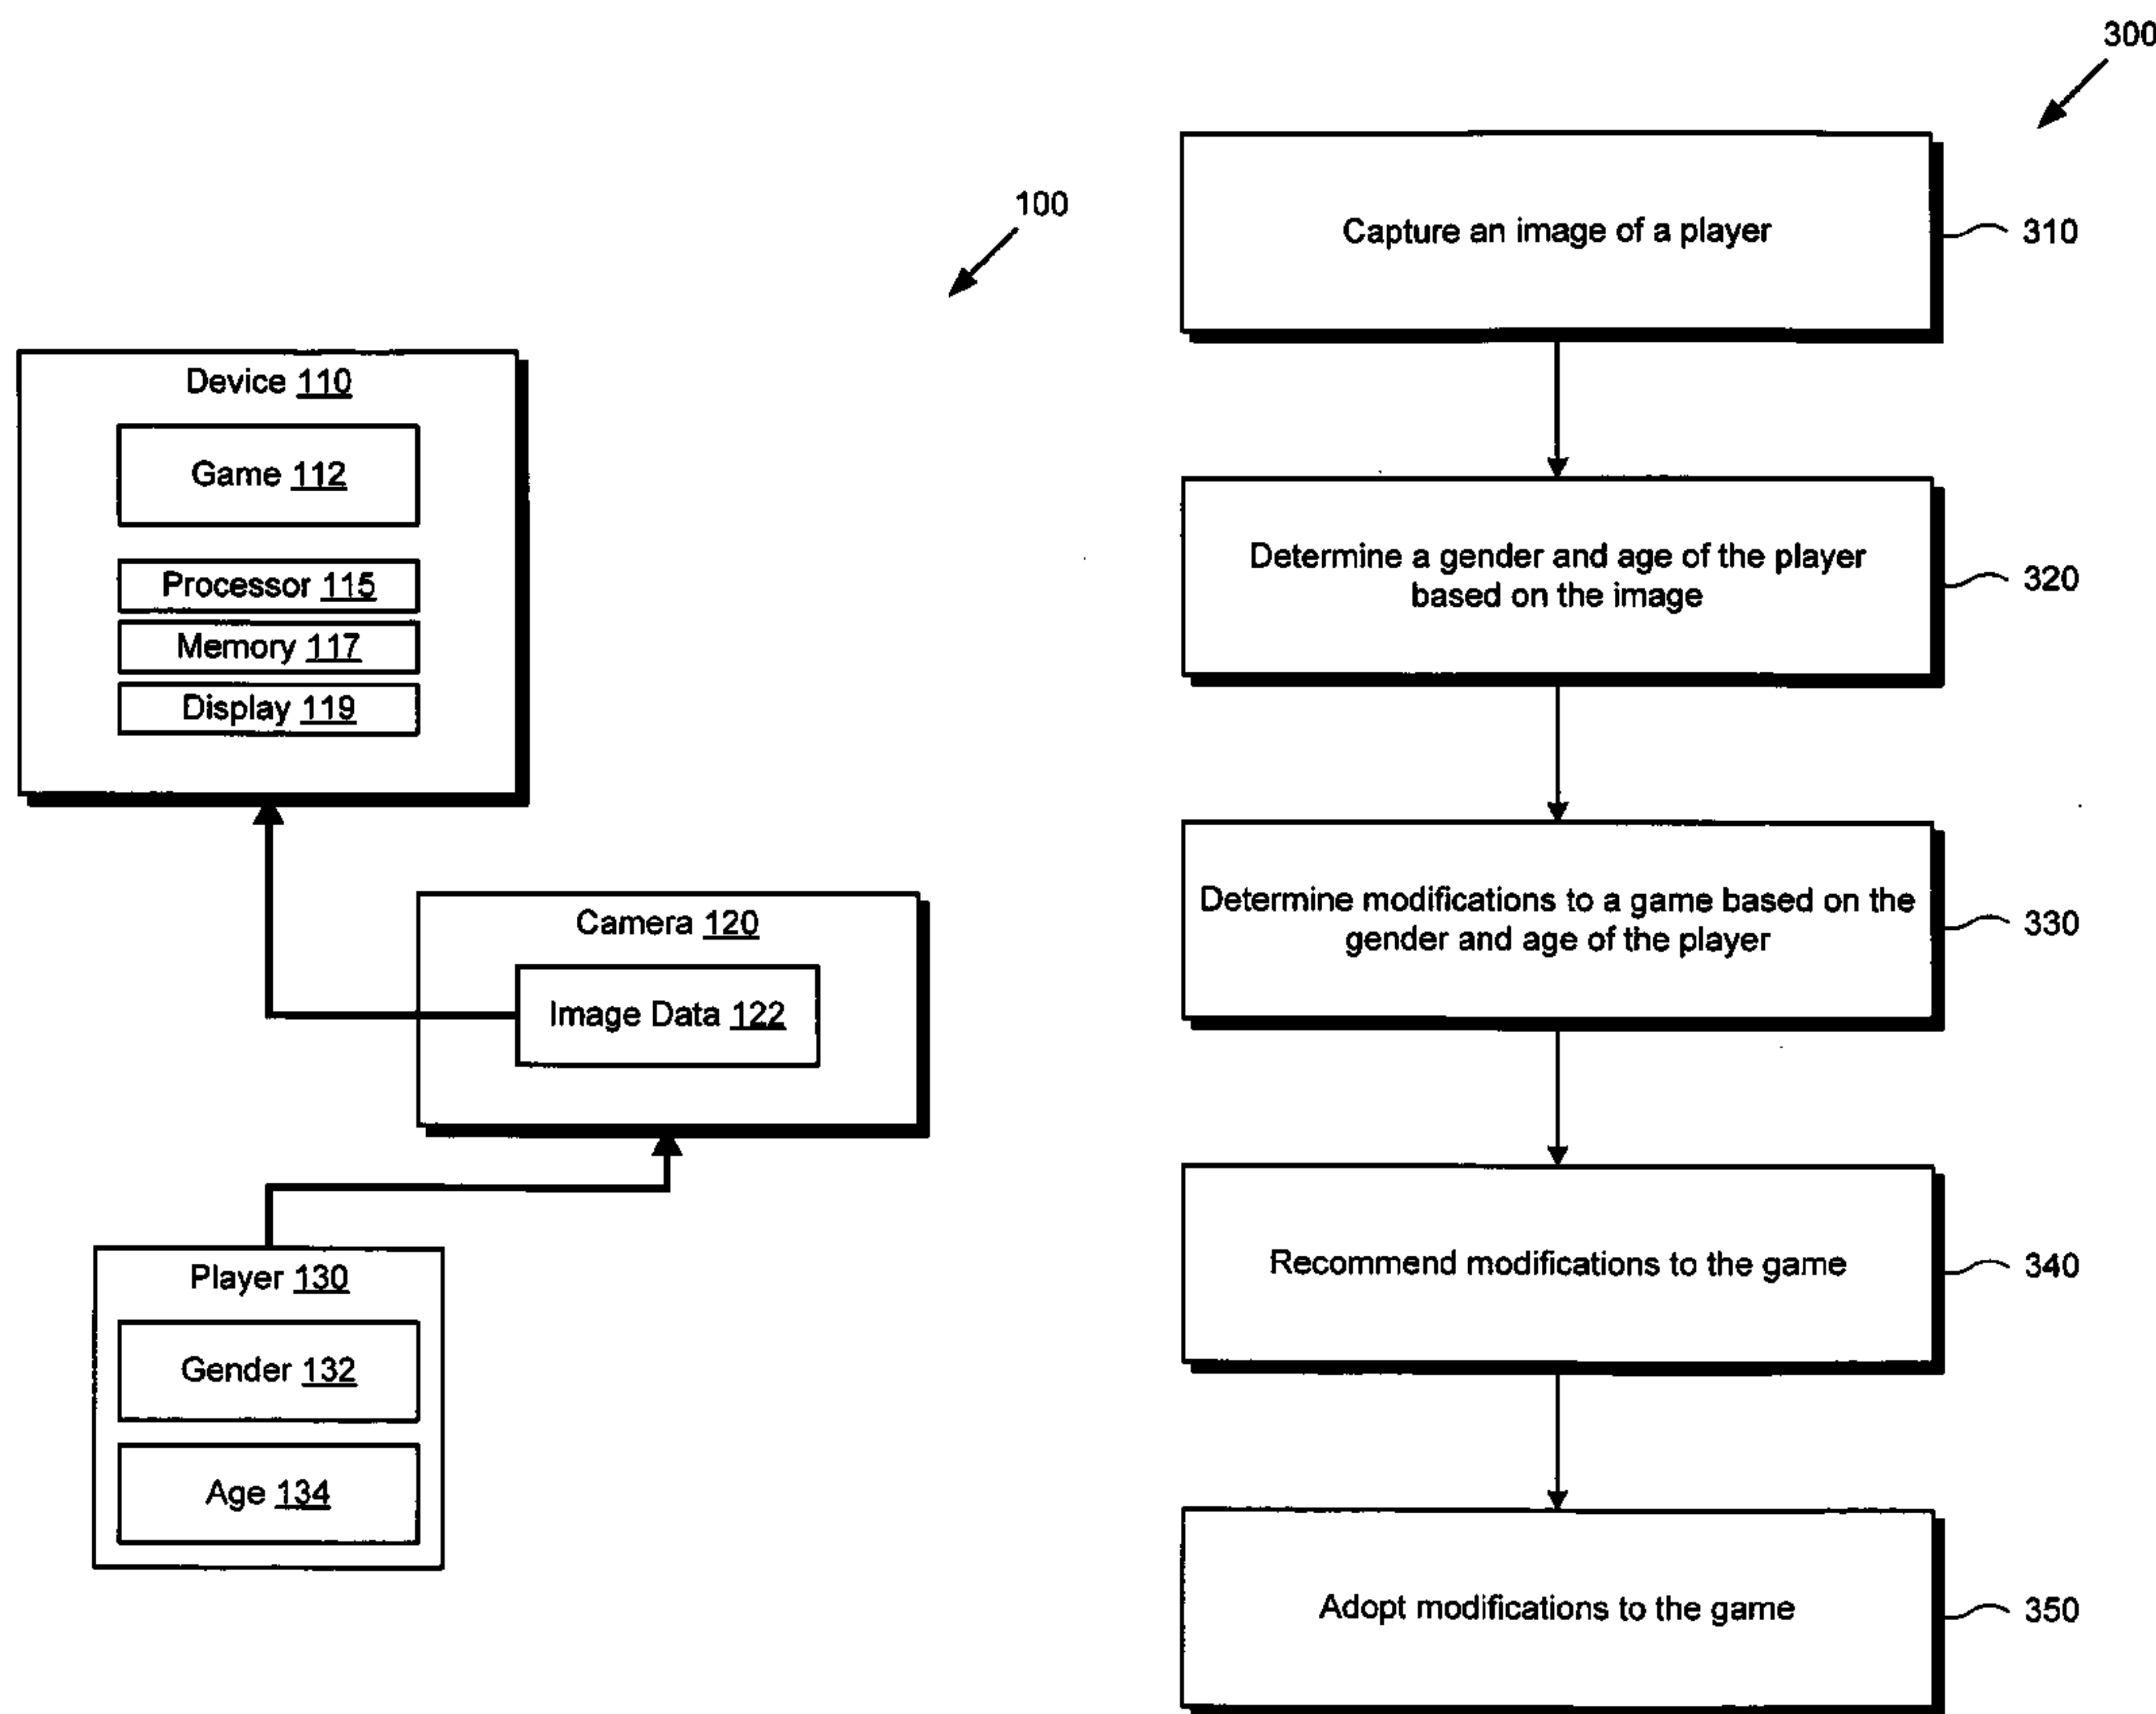 100
Device 110
Game 112
Processor 115
Memory 117
Display 119
Camera 120
Image Data 122
Player 130
Gender 132
Age 134
300
Capture an image of a player
310
Determine a gender and age of the player
based on the image
320
Determine modifications to a game based on the
gender and age of the player
330
Recommend modifications to the game
340
Adopt modifications to the game
350